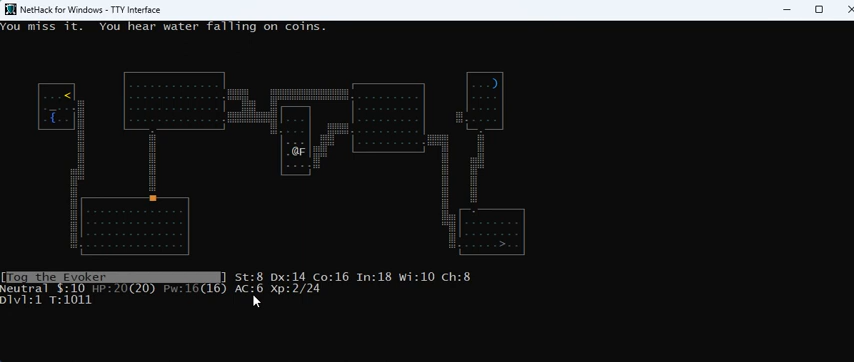 NetHack for Windows - TTY Interface
You miss it.  You hear water falling on coins.
[Tog the Evoker] St:8 Dx:14 Co:16 In:18 Wi:10 Ch:8
Neutral $:10 HP:20(20) Pw:16(16) AC:6 Xp:2/24
Dlvl:1 T:1011